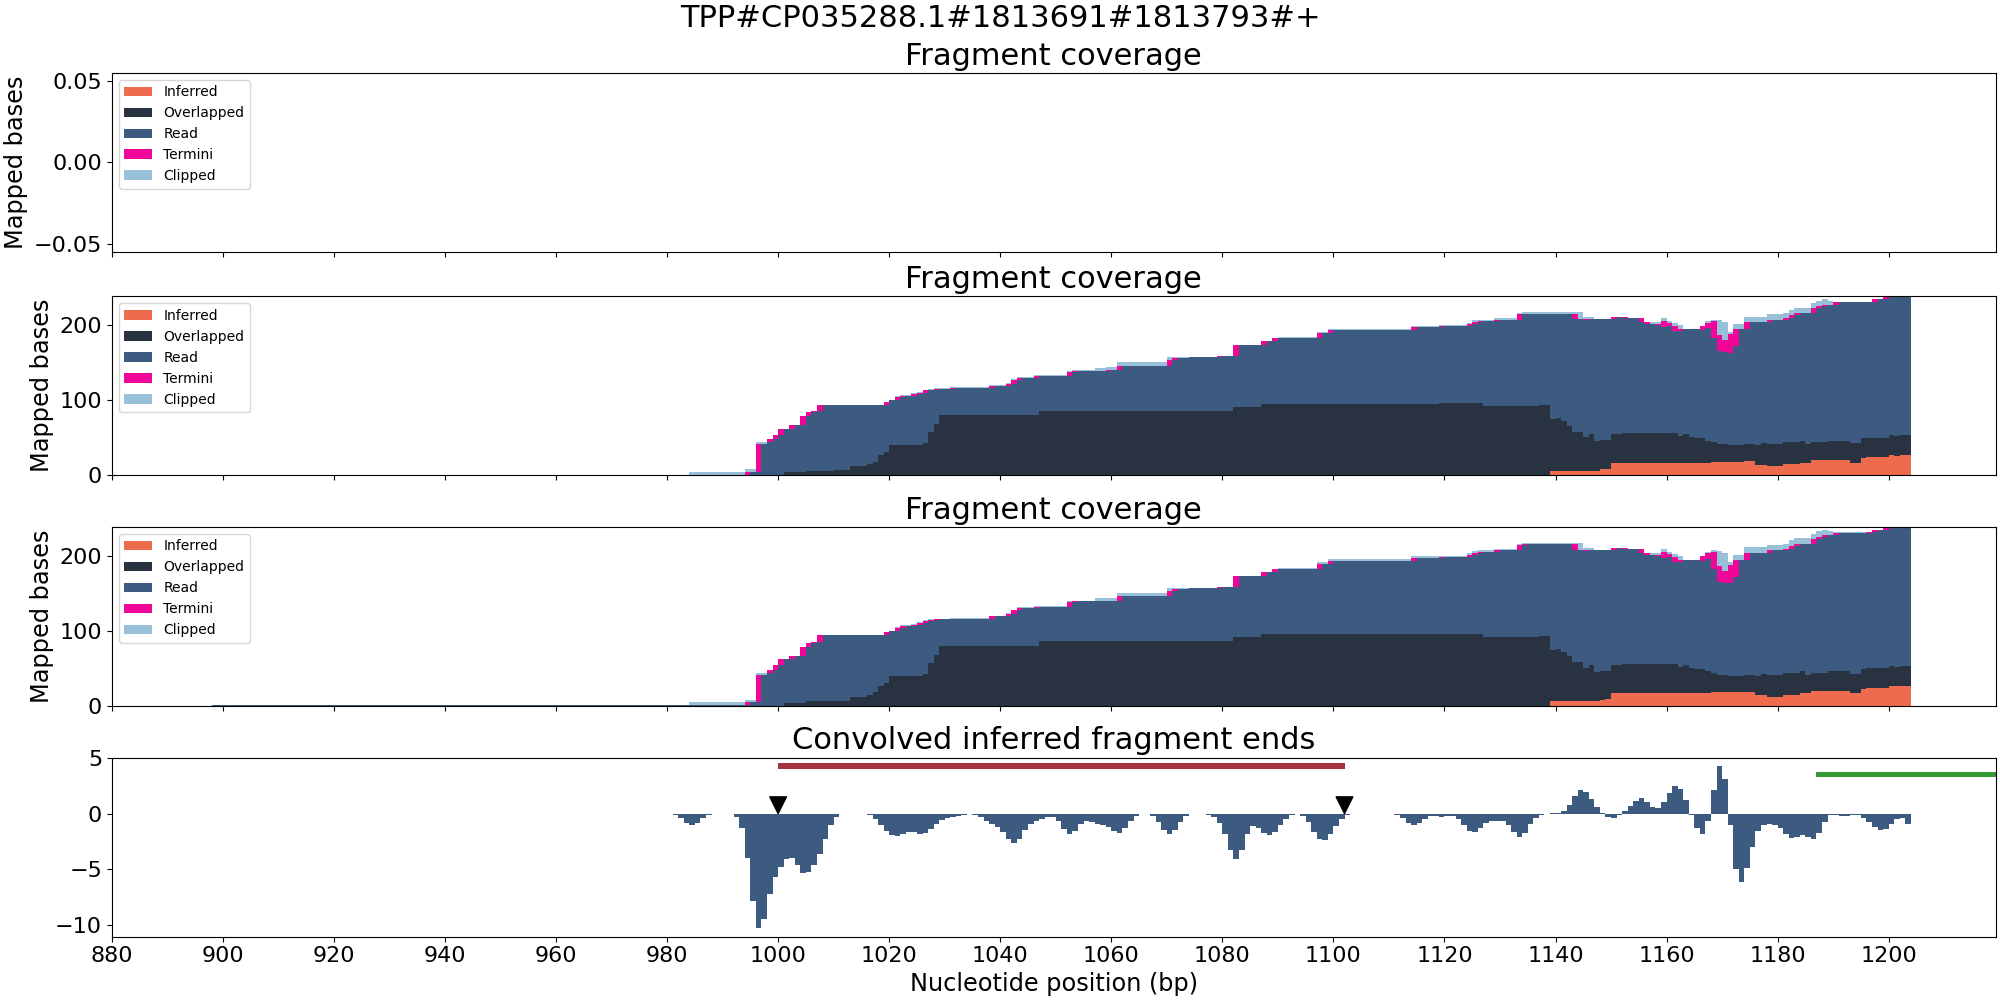 TPP#CP035288.1#1813691#1813793#+
Fragment coverage
Mapped bases
0.05
0.00
−0.05
Inferred
Overlapped
Read
Termini
Clipped
Fragment coverage
Mapped bases
200
100
0
Inferred
Overlapped
Read
Termini
Clipped
Fragment coverage
Mapped bases
200
100
0
Inferred
Overlapped
Read
Termini
Clipped
Convolved inferred fragment ends
5
0
−5
−10
880 900 920 940 960 980 1000 1020 1040 1060 1080 1100 1120 1140 1160 1180 1200
Nucleotide position (bp)